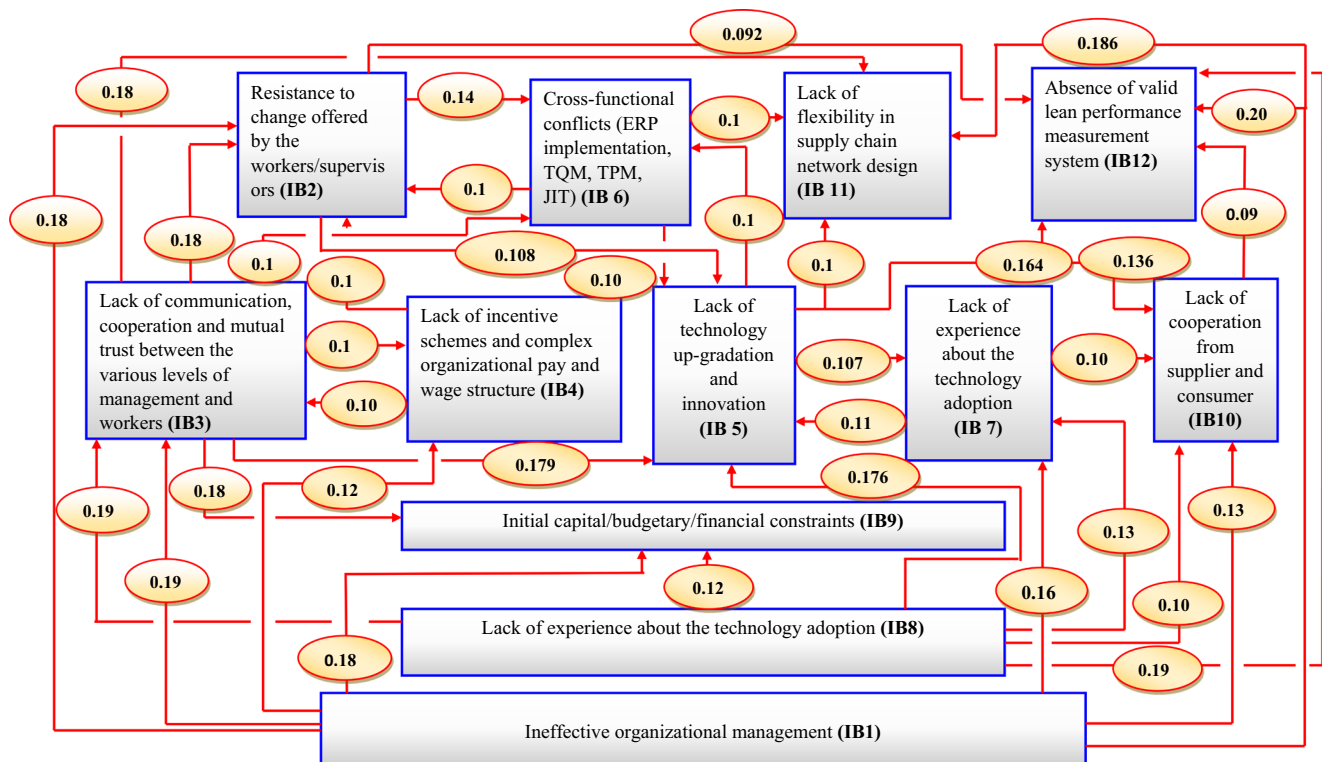 0.092
0.186
0.18
0.14
0.1
0.20
Resistance to
change offered
by the
workers/supervis
ors (IB2)
Cross-functional
conflicts (ERP
implementation,
TQM, TPM,
JIT) (IB 6)
Lack of
flexibility in
supply chain
network design
(IB 11)
Absence of valid
lean performance
measurement
system (IB12)
0.1
0.18
0.18
0.1
0.108
0.10
0.1
0.1
0.164
0.136
0.09
0.1
Lack of communication,
cooperation and mutual
trust between the
various levels of
management and
workers (IB3)
0.1
0.10
Lack of incentive
schemes and complex
organizational pay and
wage structure (IB4)
Lack of
technology
up-gradation
and
innovation
(IB 5)
0.107
0.11
Lack of
experience
about the
technology
adoption
(IB 7)
0.10
Lack of
cooperation
from
supplier and
consumer
(IB10)
0.179
0.176
0.18
0.12
0.19
Initial capital/budgetary/financial constraints (IB9)
0.13
0.13
0.19
0.12
0.16
0.10
Lack of experience about the technology adoption (IB8)
0.18
0.19
Ineffective organizational management (IB1)